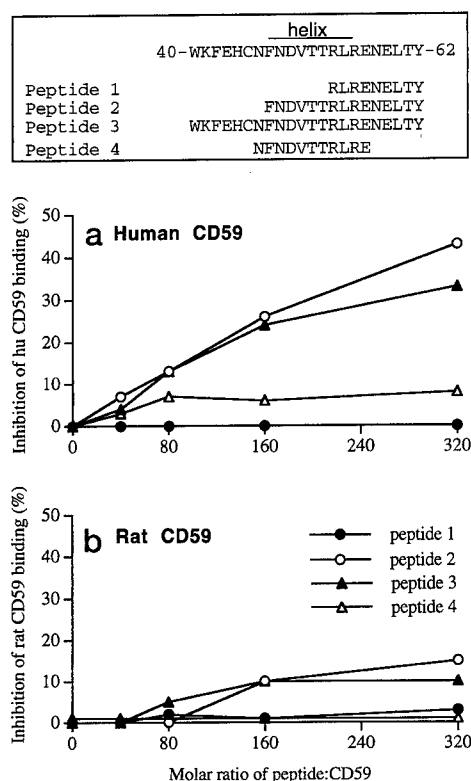 helix
40-WKFEHCNFNDVTTRLRENELTY-62
Peptide 1 RLRENELTY
Peptide 2 FNDVTTRLRENELTY
Peptide 3 WKFEHCNFNDVTTRLRENELTY
Peptide 4 NFNDVTTRLRE
a Human CD59
Inhibition of hu CD59 binding (%)
50
40
30
20
10
0
0 80 160 240 320
b Rat CD59
Inhibition of rat CD59 binding (%)
50
40
30
20
10
0
peptide 1
peptide 2
peptide 3
peptide 4
0 80 160 240 320
Molar ratio of peptide:CD59